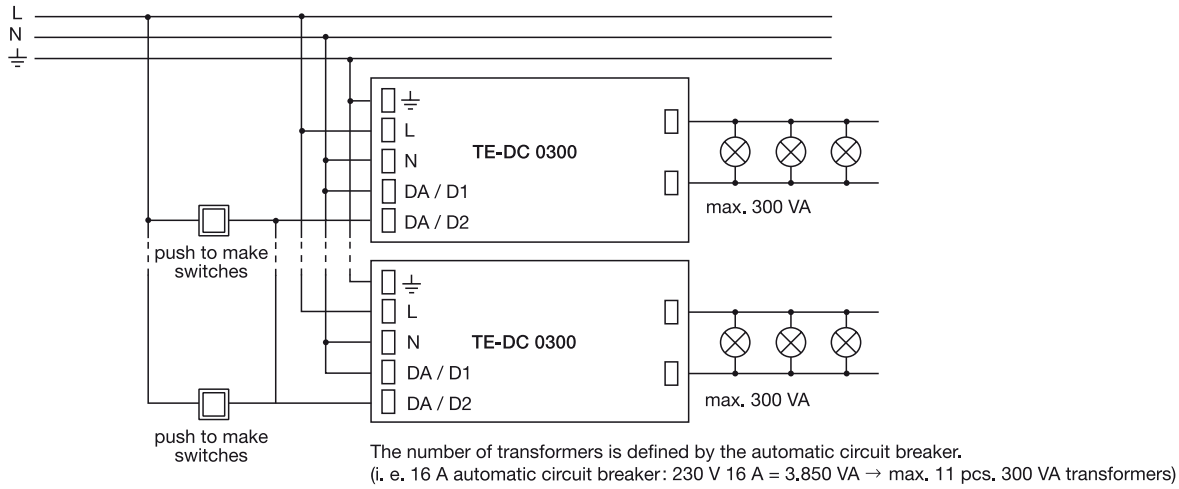 L
N
⏚
⏚
L
N
DA / D1
DA / D2
TE-DC 0300
max. 300 VA
push to make
switches
⏚
L
N
DA / D1
DA / D2
TE-DC 0300
max. 300 VA
push to make
switches
The number of transformers is defined by the automatic circuit breaker.
(i. e. 16 A automatic circuit breaker: 230 V 16 A = 3.850 VA → max. 11 pcs. 300 VA transformers)